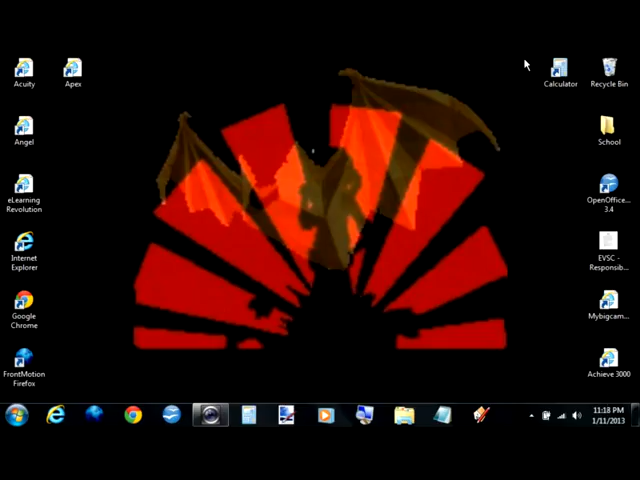 Acuity
Apex
Calculator
Recycle Bin
Angel
School
eLearning
Revolution
OpenOffice...
3.4
Internet
Explorer
EVSC -
Responsib...
Google
Chrome
Mybigcam...
FrontMotion
Firefox
Achieve 3000
11:18 PM
1/11/2013